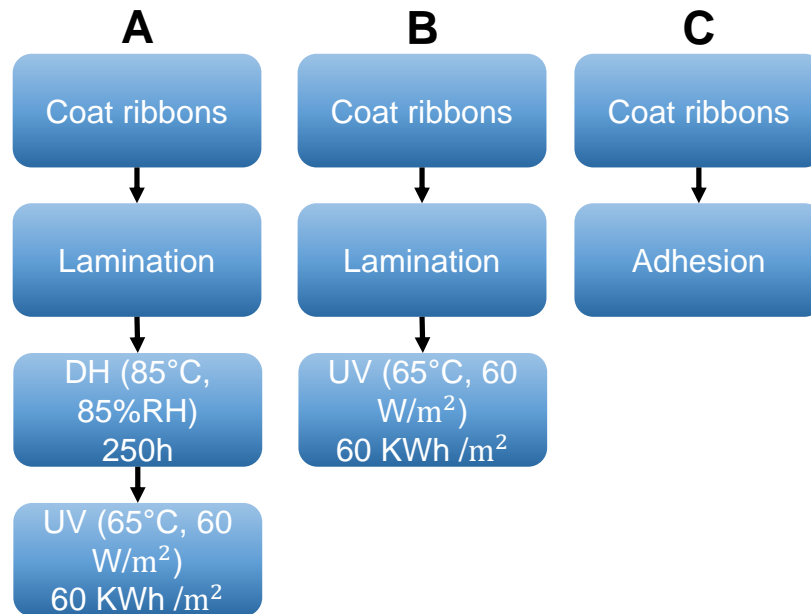 A
B
C
Coat ribbons
Coat ribbons
Coat ribbons
Lamination
Lamination
Adhesion
DH (85°C,
85%RH)
250h
UV (65°C, 60
W/m²)
60 KWh /m²
UV (65°C, 60
W/m²)
60 KWh /m²